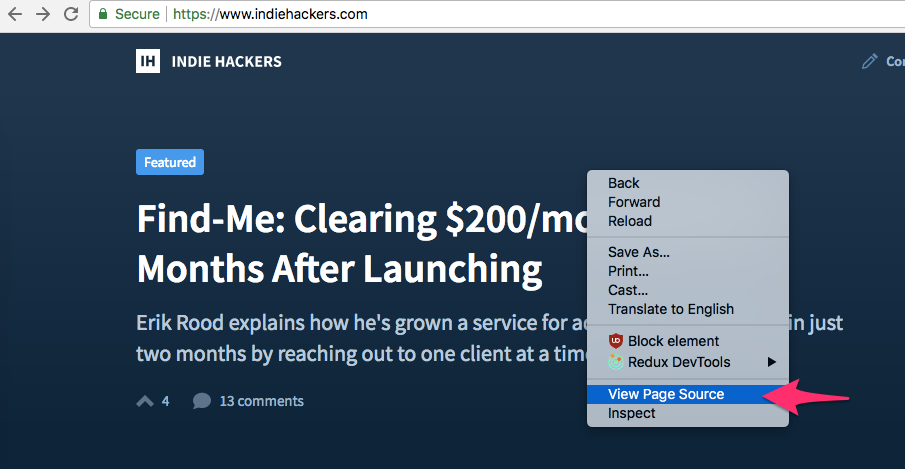 Secure | https://www.indiehackers.com
IH INDIE HACKERS
Featured
Find-Me: Clearing $200/mo
Months After Launching
Erik Rood explains how he's grown a service for in just
two months by reaching out to one client at a time
4 13 comments
Back
Forward
Reload
Save As...
Print...
Cast...
Translate to English
Block element
Redux DevTools
View Page Source
Inspect